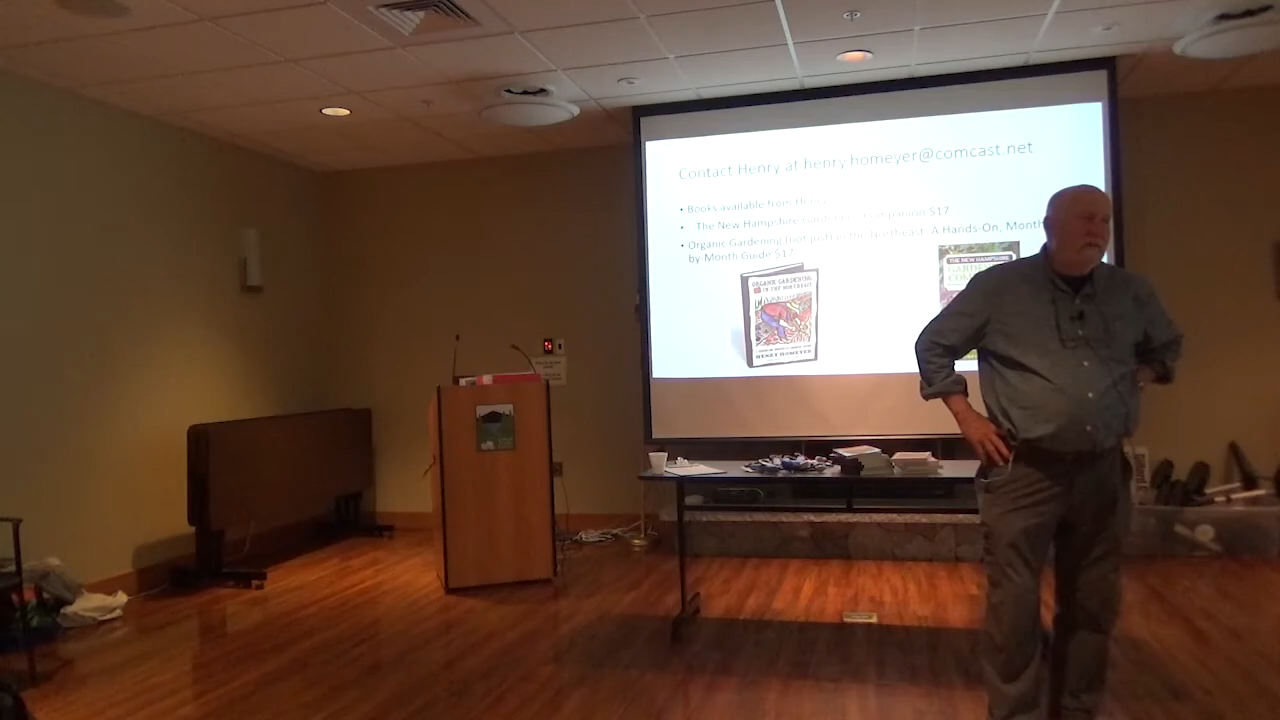 Contact Henry at henry.homeyer@comcast.net
• Books available from Henry
• The New Hampshire Gardener's Companion $17
• Organic Gardening (not just) in the Northeast: A Hands-On, Month-
by-Month Guide $17
ORGANIC GARDENING
IN THE NORTHEAST
HENRY HOMEYER
THE NEW HAMPSHIRE